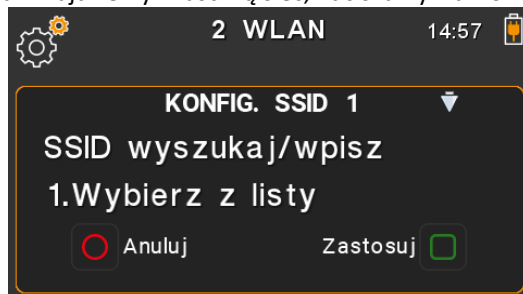 2 WLAN 14:57
KONFIG. SSID 1
SSID wyszukaj/wpisz
1.Wybierz z listy
Anuluj Zastosuj